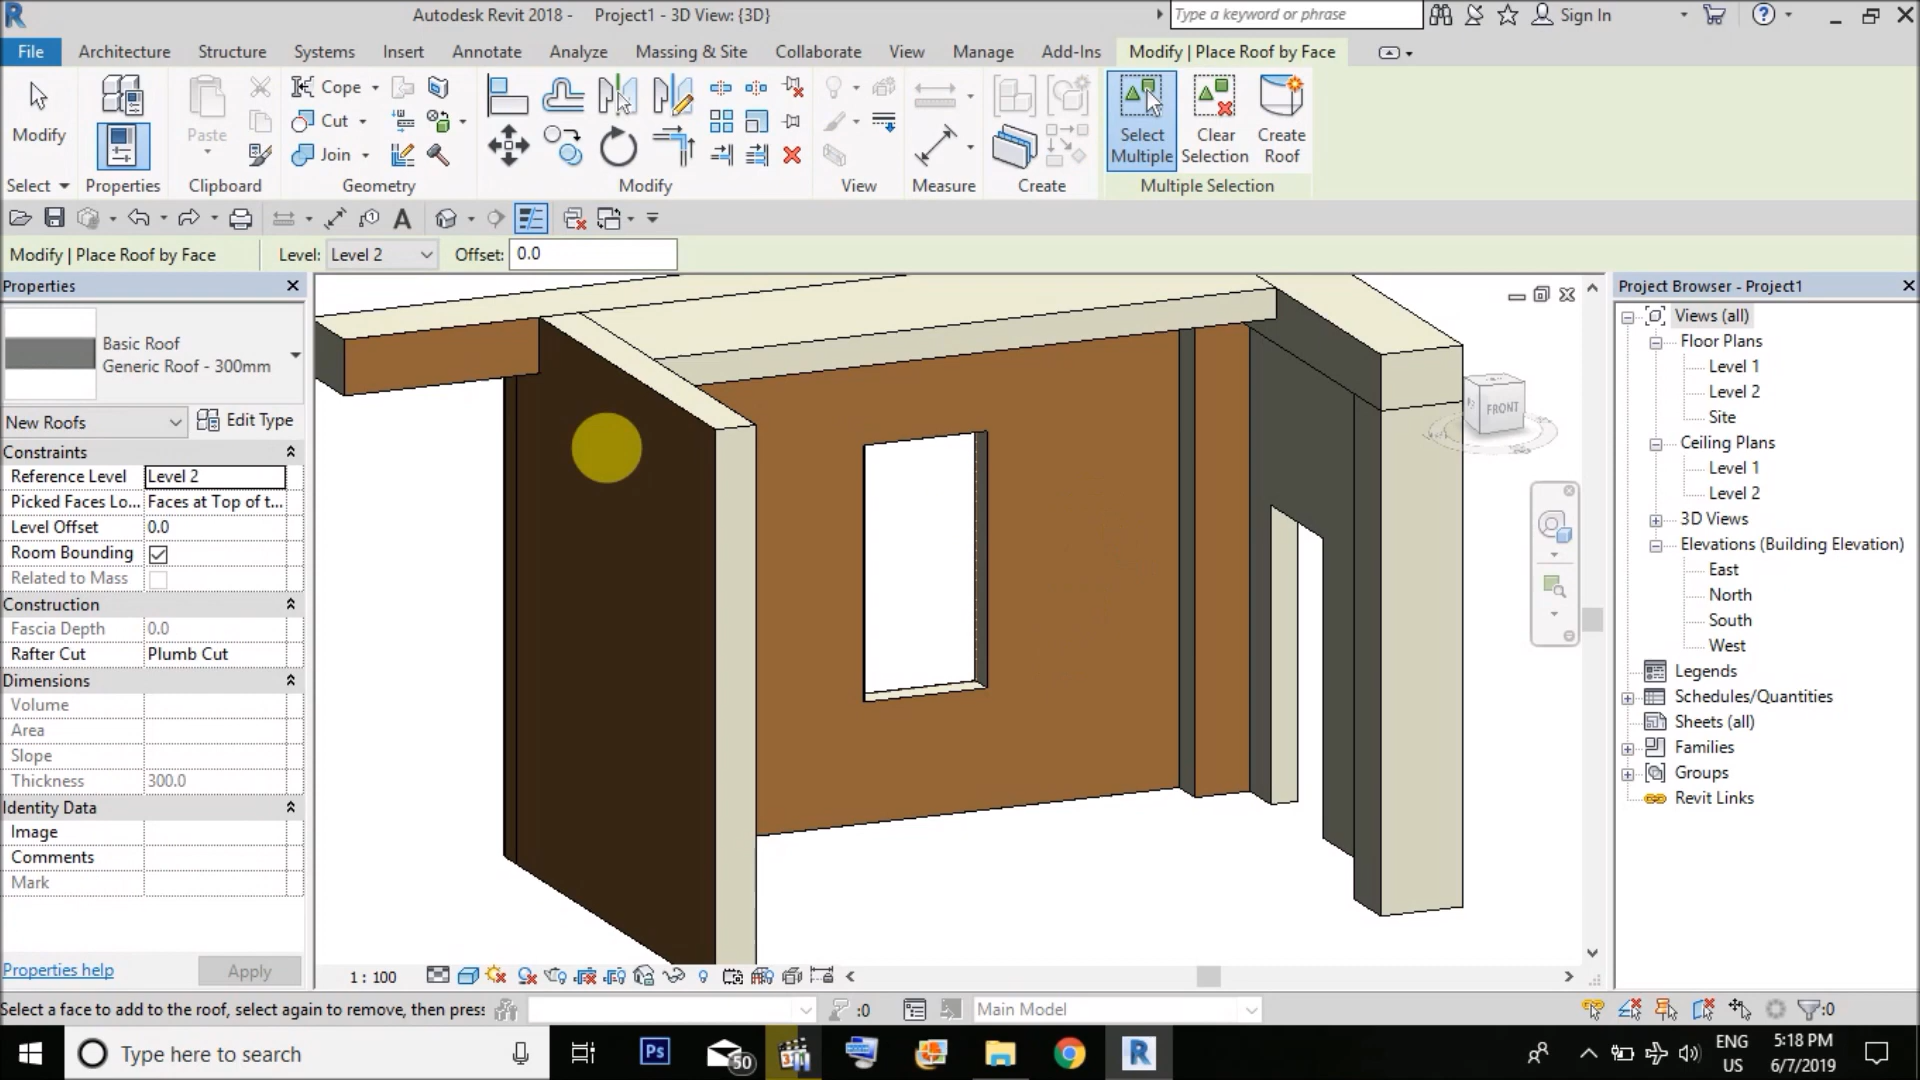 Autodesk Revit 2018 -     Project1 - 3D View: {3D}
Type a keyword or phrase
Sign In
File Architecture Structure Systems Insert Annotate Analyze Massing & Site Collaborate View Manage Add-Ins Modify | Place Roof by Face
Modify
Paste
Cope
Cut
Join
Select Multiple
Clear Selection
Create Roof
Select Properties Clipboard Geometry Modify View Measure Create Multiple Selection
Modify | Place Roof by Face Level: Level 2 Offset: 0.0
Properties
Basic Roof
Generic Roof - 300mm
New Roofs Edit Type
Constraints
Reference Level Level 2
Picked Faces Lo... Faces at Top of t...
Level Offset 0.0
Room Bounding
Related to Mass
Construction
Fascia Depth 0.0
Rafter Cut Plumb Cut
Dimensions
Volume
Area
Slope
Thickness 300.0
Identity Data
Image
Comments
Mark
Properties help Apply
FRONT
1 : 100
Project Browser - Project1
Views (all)
Floor Plans
Level 1
Level 2
Site
Ceiling Plans
Level 1
Level 2
3D Views
Elevations (Building Elevation)
East
North
South
West
Legends
Schedules/Quantities
Sheets (all)
Families
Groups
Revit Links
Select a face to add to the roof, select again to remove, then press
:0
Main Model
:0
Type here to search
Ps
50
ENG
US
5:18 PM
6/7/2019